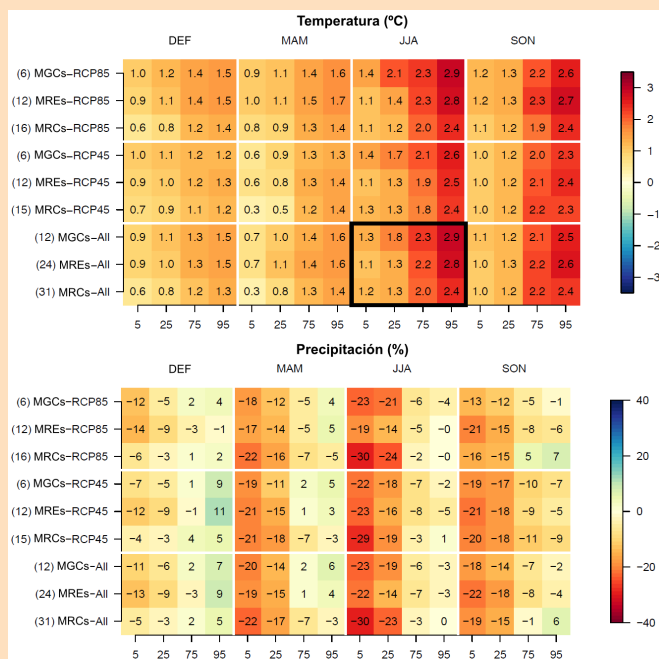 Temperatura (ºC)
DEF MAM JJA SON
(6) MGCs−RCP85 1.0 1.2 1.4 1.5 0.9 1.1 1.4 1.6 1.4 2.1 2.3 2.9 1.2 1.3 2.2 2.6
(12) MREs−RCP85 0.9 1.1 1.4 1.4 1.0 1.1 1.5 1.7 1.1 1.4 2.3 2.8 1.2 1.3 2.3 2.7
(16) MRCs−RCP85 0.6 0.8 1.2 1.4 0.8 0.9 1.3 1.4 1.1 1.2 2.0 2.4 1.1 1.2 1.9 2.4
(6) MGCs−RCP45 1.0 1.1 1.2 1.2 0.6 0.9 1.3 1.3 1.4 1.7 2.1 2.6 1.0 1.2 2.0 2.3
(12) MREs−RCP45 0.9 1.0 1.2 1.3 0.6 0.8 1.3 1.4 1.1 1.3 1.9 2.5 1.0 1.2 2.1 2.4
(15) MRCs−RCP45 0.7 0.9 1.1 1.2 0.3 0.5 1.2 1.4 1.3 1.3 1.8 2.4 1.0 1.2 2.2 2.3
(12) MGCs−All 0.9 1.1 1.3 1.5 0.7 1.0 1.4 1.6 1.3 1.8 2.3 2.9 1.1 1.2 2.1 2.5
(24) MREs−All 0.9 1.0 1.3 1.5 0.7 1.1 1.4 1.6 1.1 1.3 2.2 2.8 1.0 1.2 2.2 2.6
(31) MRCs−All 0.6 0.8 1.2 1.3 0.3 0.8 1.3 1.4 1.2 1.3 2.0 2.4 1.0 1.2 2.2 2.4
5 25 75 95 5 25 75 95 5 25 75 95 5 25 75 95
3
2
1
0
−1
−2
−3
Precipitación (%)
DEF MAM JJA SON
(6) MGCs−RCP85 −12 −5 2 4 −18 −12 −5 4 −23 −21 −6 −4 −13 −12 −5 −1
(12) MREs−RCP85 −14 −9 −3 −1 −17 −14 −5 5 −19 −14 −5 −0 −21 −15 −8 −6
(16) MRCs−RCP85 −6 −3 1 2 −22 −16 −7 −5 −30 −24 −2 −0 −16 −15 5 7
(6) MGCs−RCP45 −7 −5 1 9 −19 −11 2 5 −22 −18 −7 −2 −19 −17 −10 −7
(12) MREs−RCP45 −12 −9 −1 11 −21 −15 1 3 −23 −16 −8 −5 −21 −18 −9 −5
(15) MRCs−RCP45 −4 −3 4 5 −21 −18 −7 −3 −29 −19 −3 1 −20 −18 −11 −9
(12) MGCs−All −11 −6 2 7 −20 −14 2 6 −23 −19 −6 −2 −18 −14 −7 −2
(24) MREs−All −13 −9 −3 9 −19 −15 1 4 −22 −14 −7 −3 −22 −18 −8 −4
(31) MRCs−All −5 −3 2 5 −22 −17 −7 −3 −30 −23 −3 0 −19 −15 −1 6
5 25 75 95 5 25 75 95 5 25 75 95 5 25 75 95
40
20
0
−20
−40